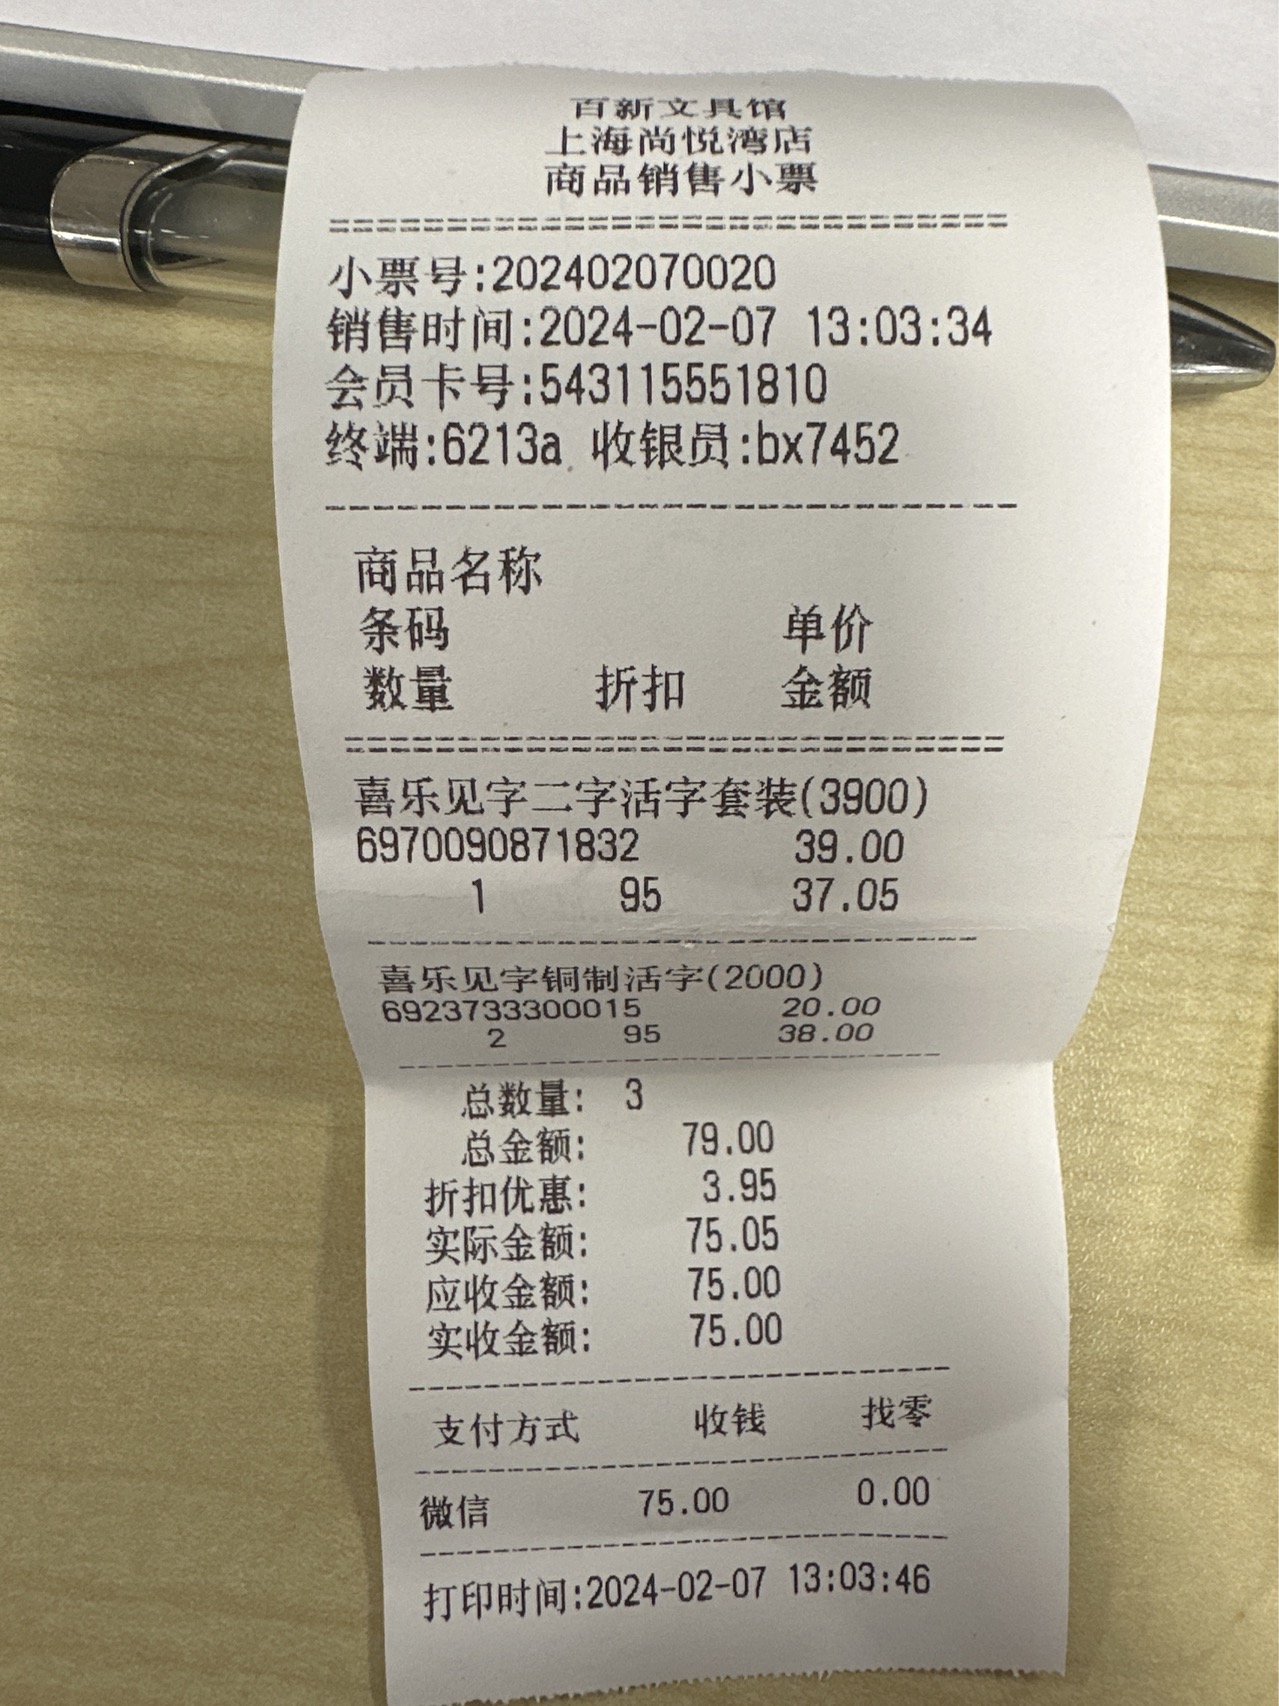 百新文具馆
上海尚悦湾店
商品销售小票
==========================================
小票号:202402070020
销售时间:2024-02-07 13:03:34
会员卡号:543115551810
终端:6213a 收银员:bx7452
------------------------------------------
商品名称
条码 单价
数量 折扣 金额
==========================================
喜乐见字二字活字套装(3900)
6970090871832 39.00
1 95 37.05
------------------------------------------
喜乐见字铜制活字(2000)
6923733300015 20.00
2 95 38.00
------------------------------------------
总数量: 3
总金额: 79.00
折扣优惠: 3.95
实际金额: 75.05
应收金额: 75.00
实收金额: 75.00
------------------------------------------
支付方式 收钱 找零
------------------------------------------
微信 75.00 0.00
------------------------------------------
打印时间:2024-02-07 13:03:46